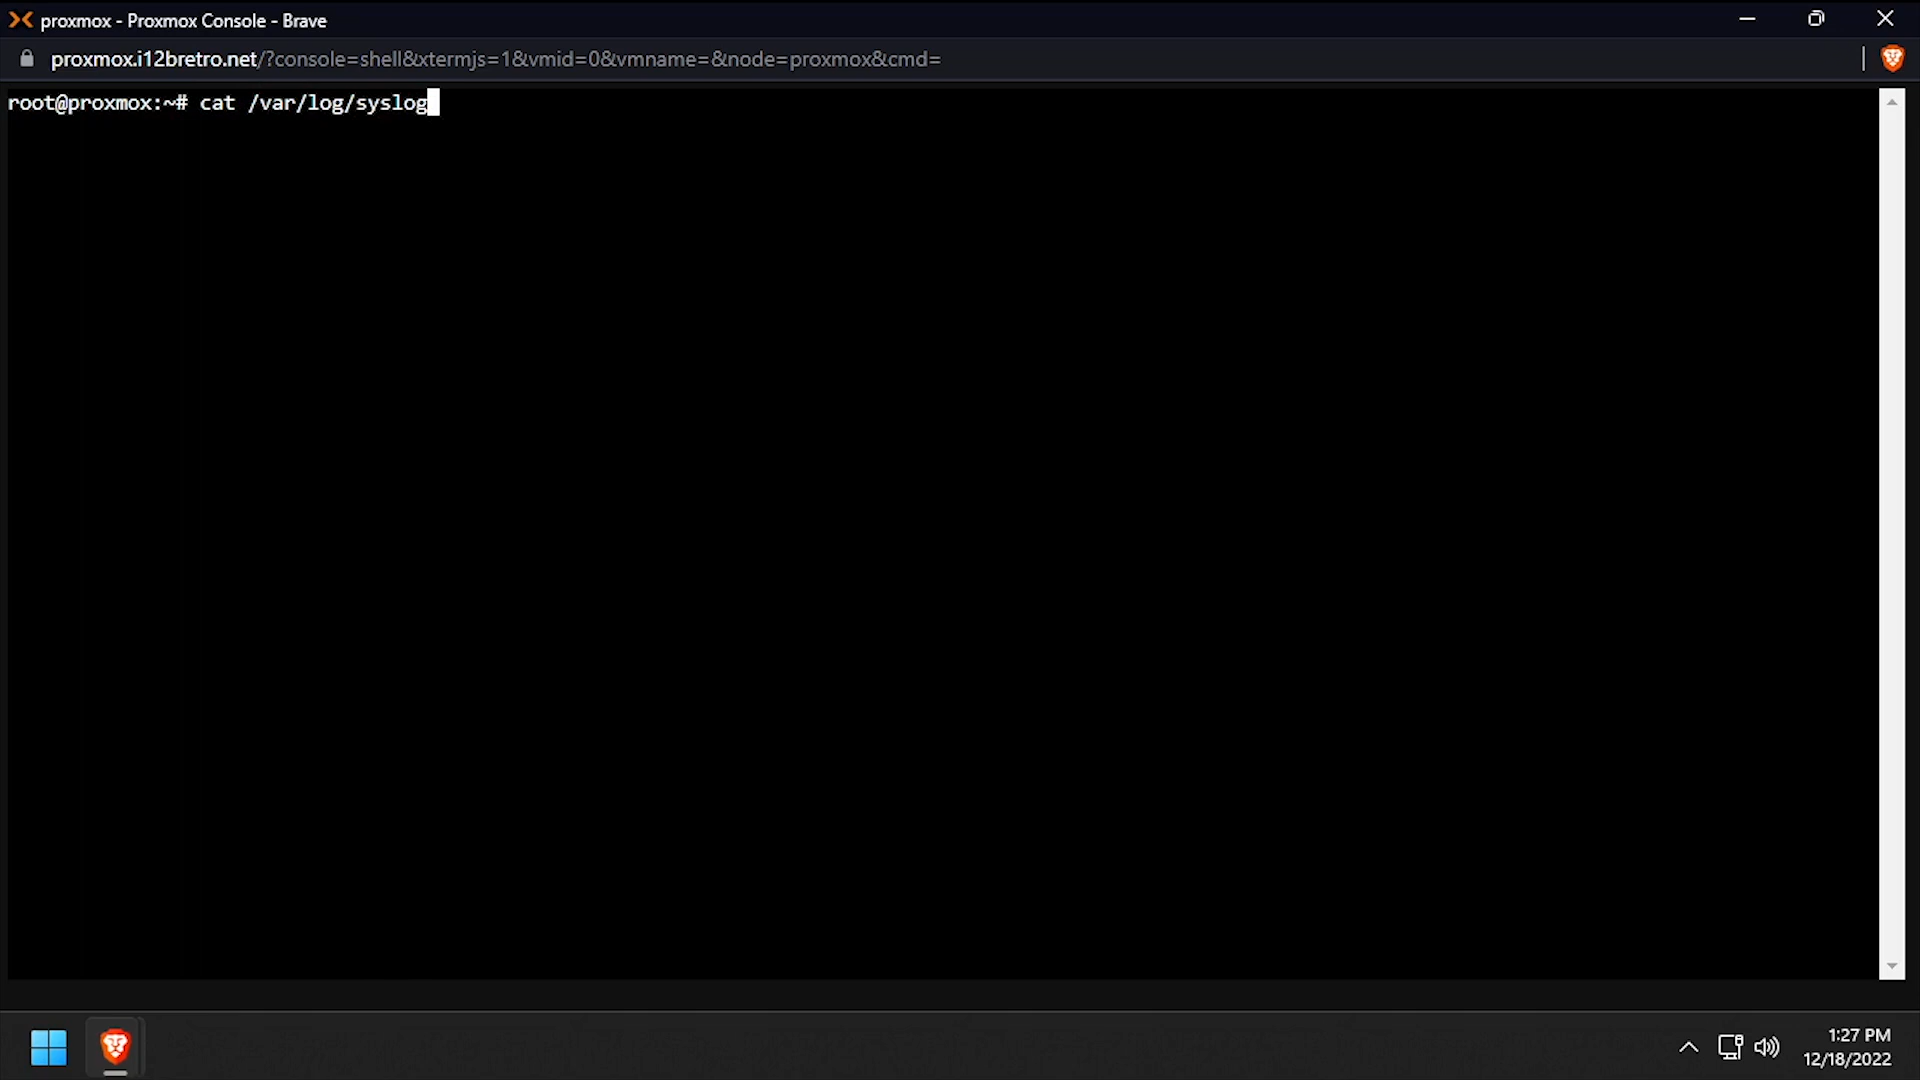 proxmox - Proxmox Console - Brave
proxmox.i12bretro.net/?console=shell&xtermjs=1&vmid=0&vmname=&node=proxmox&cmd=
root@proxmox:~# cat /var/log/syslog
1:27 PM
12/18/2022